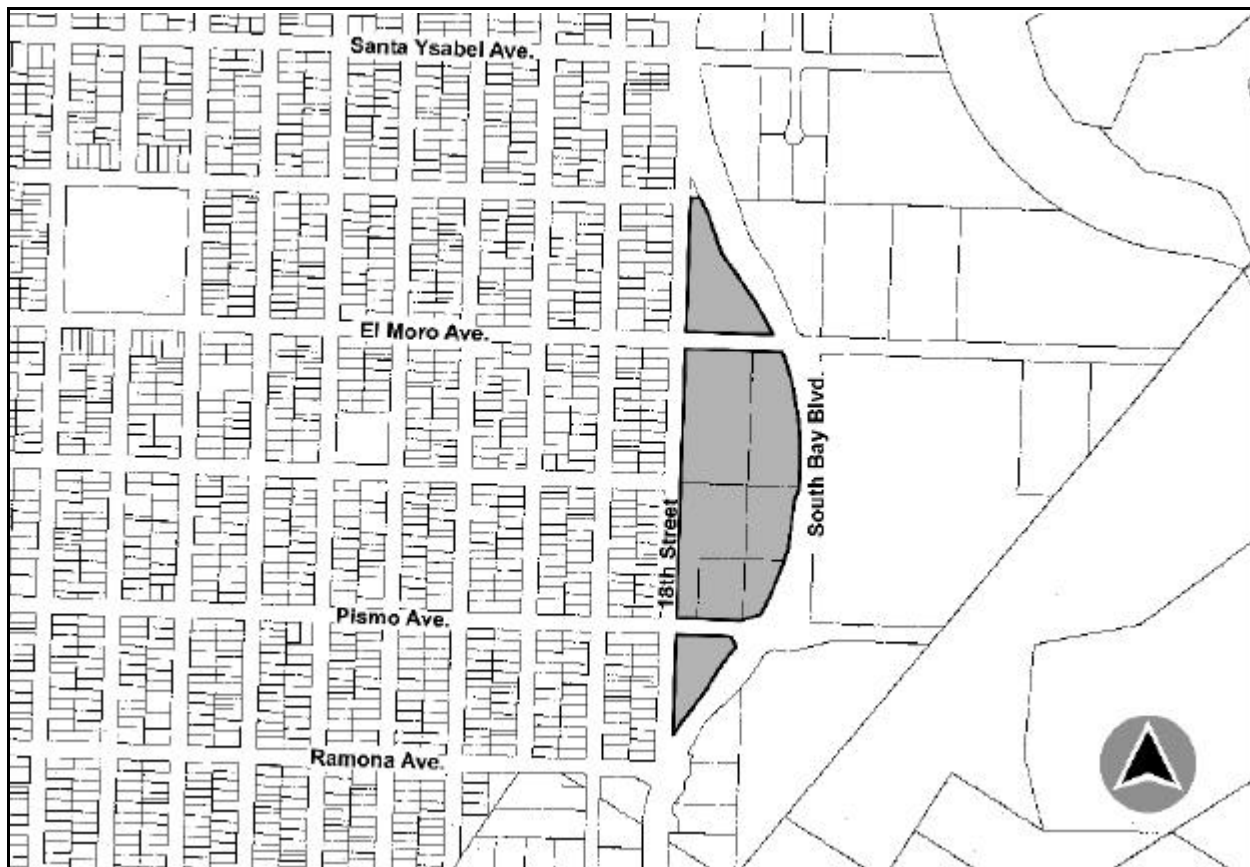 Santa Ysabel Ave.
El Moro Ave.
South Bay Blvd.
18th Street
Pismo Ave.
Ramona Ave.